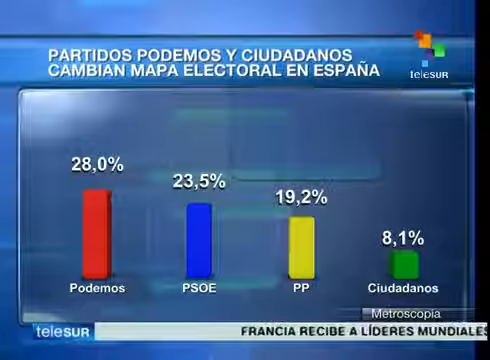 PARTIDOS PODEMOS Y CIUDADANOS
CAMBIAN MAPA ELECTORAL EN ESPAÑA
teleSUR
28,0%
23,5%
19,2%
8,1%
Podemos
PSOE
PP
Ciudadanos
Metroscopia
teleSUR
FRANCIA RECIBE A LÍDERES MUNDIALES